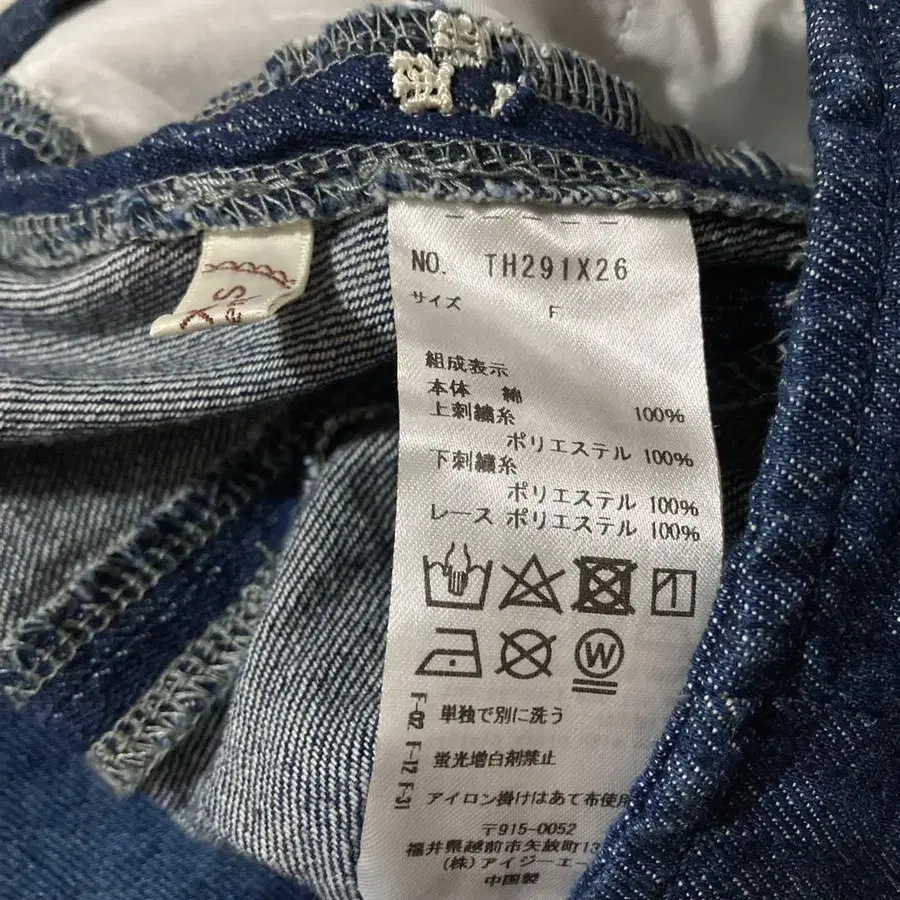 NO. TH291X26
サイズ F
組成表示
本体 綿 100%
上刺繍糸
ポリエステル 100%
下刺繍糸
ポリエステル 100%
レース ポリエステル 100%
W
F-02 単独で別に洗う
F-12 蛍光増白剤禁止
F-31 アイロン掛けはあて布使用
〒915-0052
福井県越前市矢放町13
(株)アイジーエー
中国製